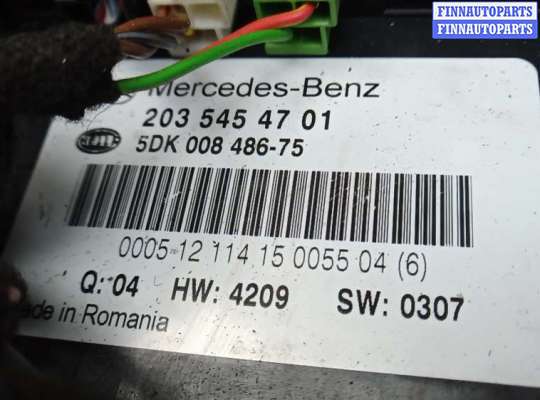 FINNAUTOPARTS
FINNAUTOPARTS
Mercedes-Benz
203 545 47 01
5DK 008 486-75
0005 12 114 15 0055 04 (6)
Q: 04 HW: 4209 SW: 0307
in Romania